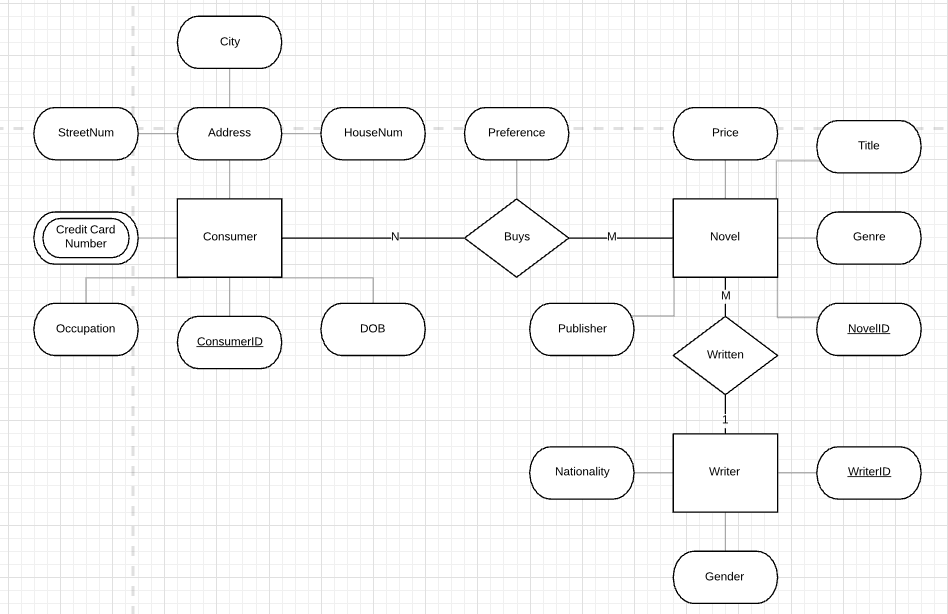 City
StreetNum
Address
HouseNum
Preference
Price
Title
Credit Card
Number
Consumer
N
Buys
M
Novel
Genre
M
Occupation
ConsumerID
DOB
Publisher
NovelID
Written
1
Nationality
Writer
WriterID
Gender